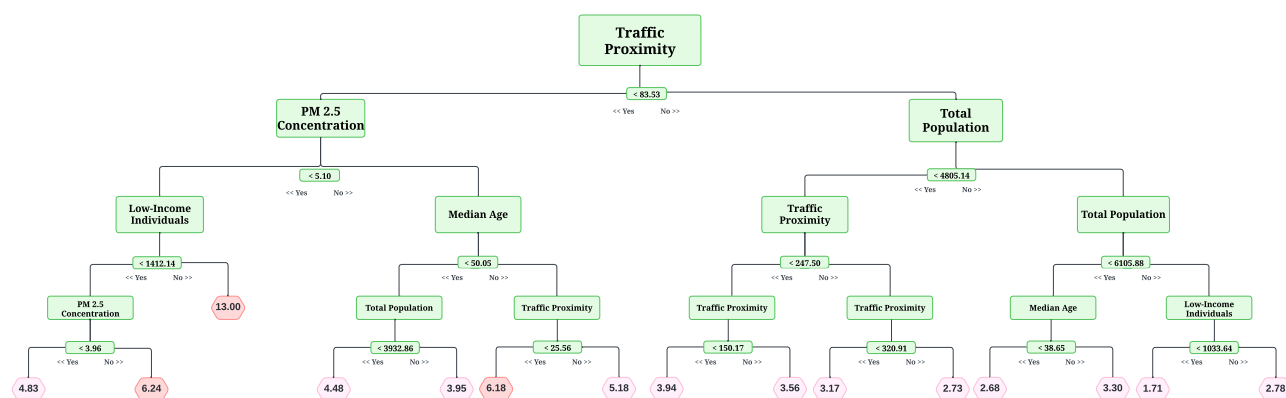 Traffic
Proximity
< 83.53
<< Yes No >>
PM 2.5
Concentration
Total
Population
< 5.10
<< Yes No >>
< 4805.14
<< Yes No >>
Low-Income
Individuals
Median Age
Traffic
Proximity
Total Population
< 1412.14
<< Yes No >>
< 50.05
<< Yes No >>
< 247.50
<< Yes No >>
< 6105.88
<< Yes No >>
PM 2.5
Concentration
13.00
Total Population
Traffic Proximity
Traffic Proximity
Traffic Proximity
Median Age
Low-Income
Individuals
< 3.96
<< Yes No >>
< 3932.86
<< Yes No >>
< 25.56
<< Yes No >>
< 150.17
<< Yes No >>
< 320.91
<< Yes No >>
< 38.65
<< Yes No >>
< 1033.64
<< Yes No >>
4.83
6.24
4.48
3.95
6.18
5.18
3.94
3.56
3.17
2.73
2.68
3.30
1.71
2.78